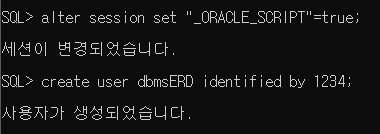 SQL> alter session set "_ORACLE_SCRIPT"=true;
세션이 변경되었습니다.
SQL> create user dbmsERD identified by 1234;
사용자가 생성되었습니다.